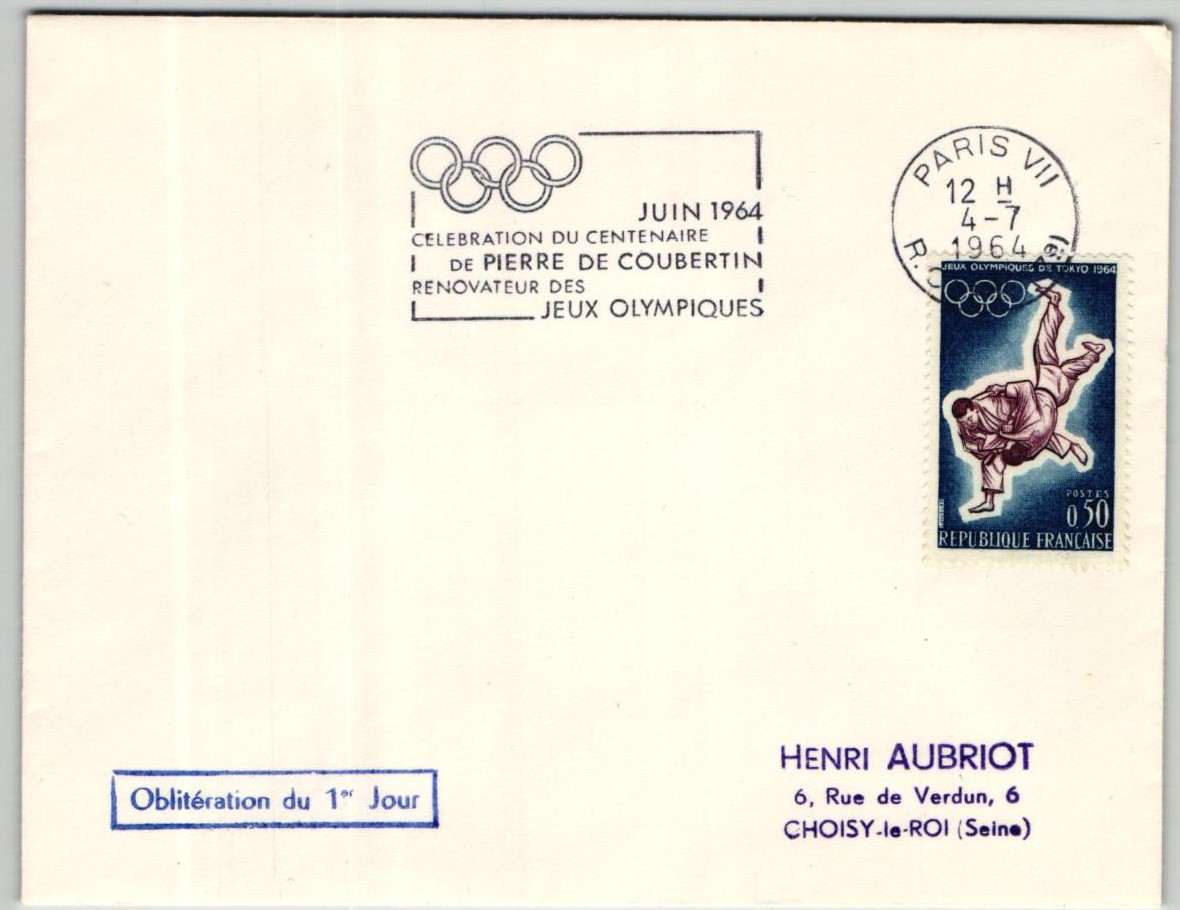 JUIN 1964
CELEBRATION DU CENTENAIRE
DE PIERRE DE COUBERTIN
RENOVATEUR DES
JEUX OLYMPIQUES
PARIS VII
12 H
4-7
1964
JEUX OLYMPIQUES DE TOKYO 1964
POSTES
0,50
REPUBLIQUE FRANÇAISE
Oblitération du 1er Jour
HENRI AUBRIOT
6, Rue de Verdun, 6
CHOISY-le-ROI (Seine)